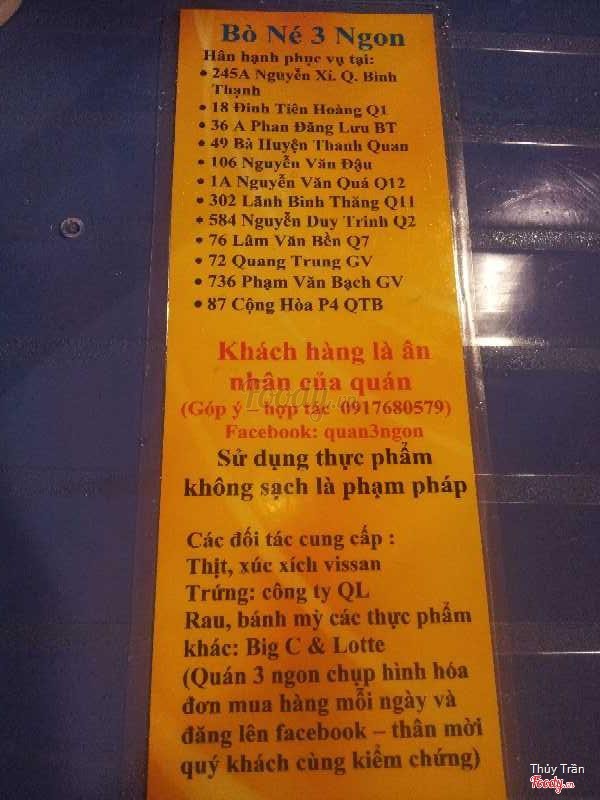 Bò Né 3 Ngon
Hân hạnh phục vụ tại:
• 245A Nguyễn Xí. Q. Bình
Thạnh
• 18 Đinh Tiên Hoàng Q1
• 36 A Phan Đăng Lưu BT
• 49 Bà Huyện Thanh Quan
• 106 Nguyễn Văn Đậu
• 1A Nguyễn Văn Quá Q12
• 302 Lãnh Binh Thăng Q11
• 584 Nguyễn Duy Trinh Q2
• 76 Lâm Văn Bền Q7
• 72 Quang Trung GV
• 736 Phạm Văn Bạch GV
• 87 Cộng Hòa P4 QTB
Khách hàng là ân
nhân của quán
Foody.vn
(Góp ý – hợp tác 0917680579)
Facebook: quan3ngon
Sử dụng thực phẩm
không sạch là phạm pháp
Các đối tác cung cấp :
Thịt, xúc xích vissan
Trứng: công ty QL
Rau, bánh mỳ các thực phẩm
khác: Big C & Lotte
(Quán 3 ngon chụp hình hóa
đơn mua hàng mỗi ngày và
đăng lên facebook – thân mời
quý khách cùng kiểm chứng)
Thủy Trần
Foody.vn